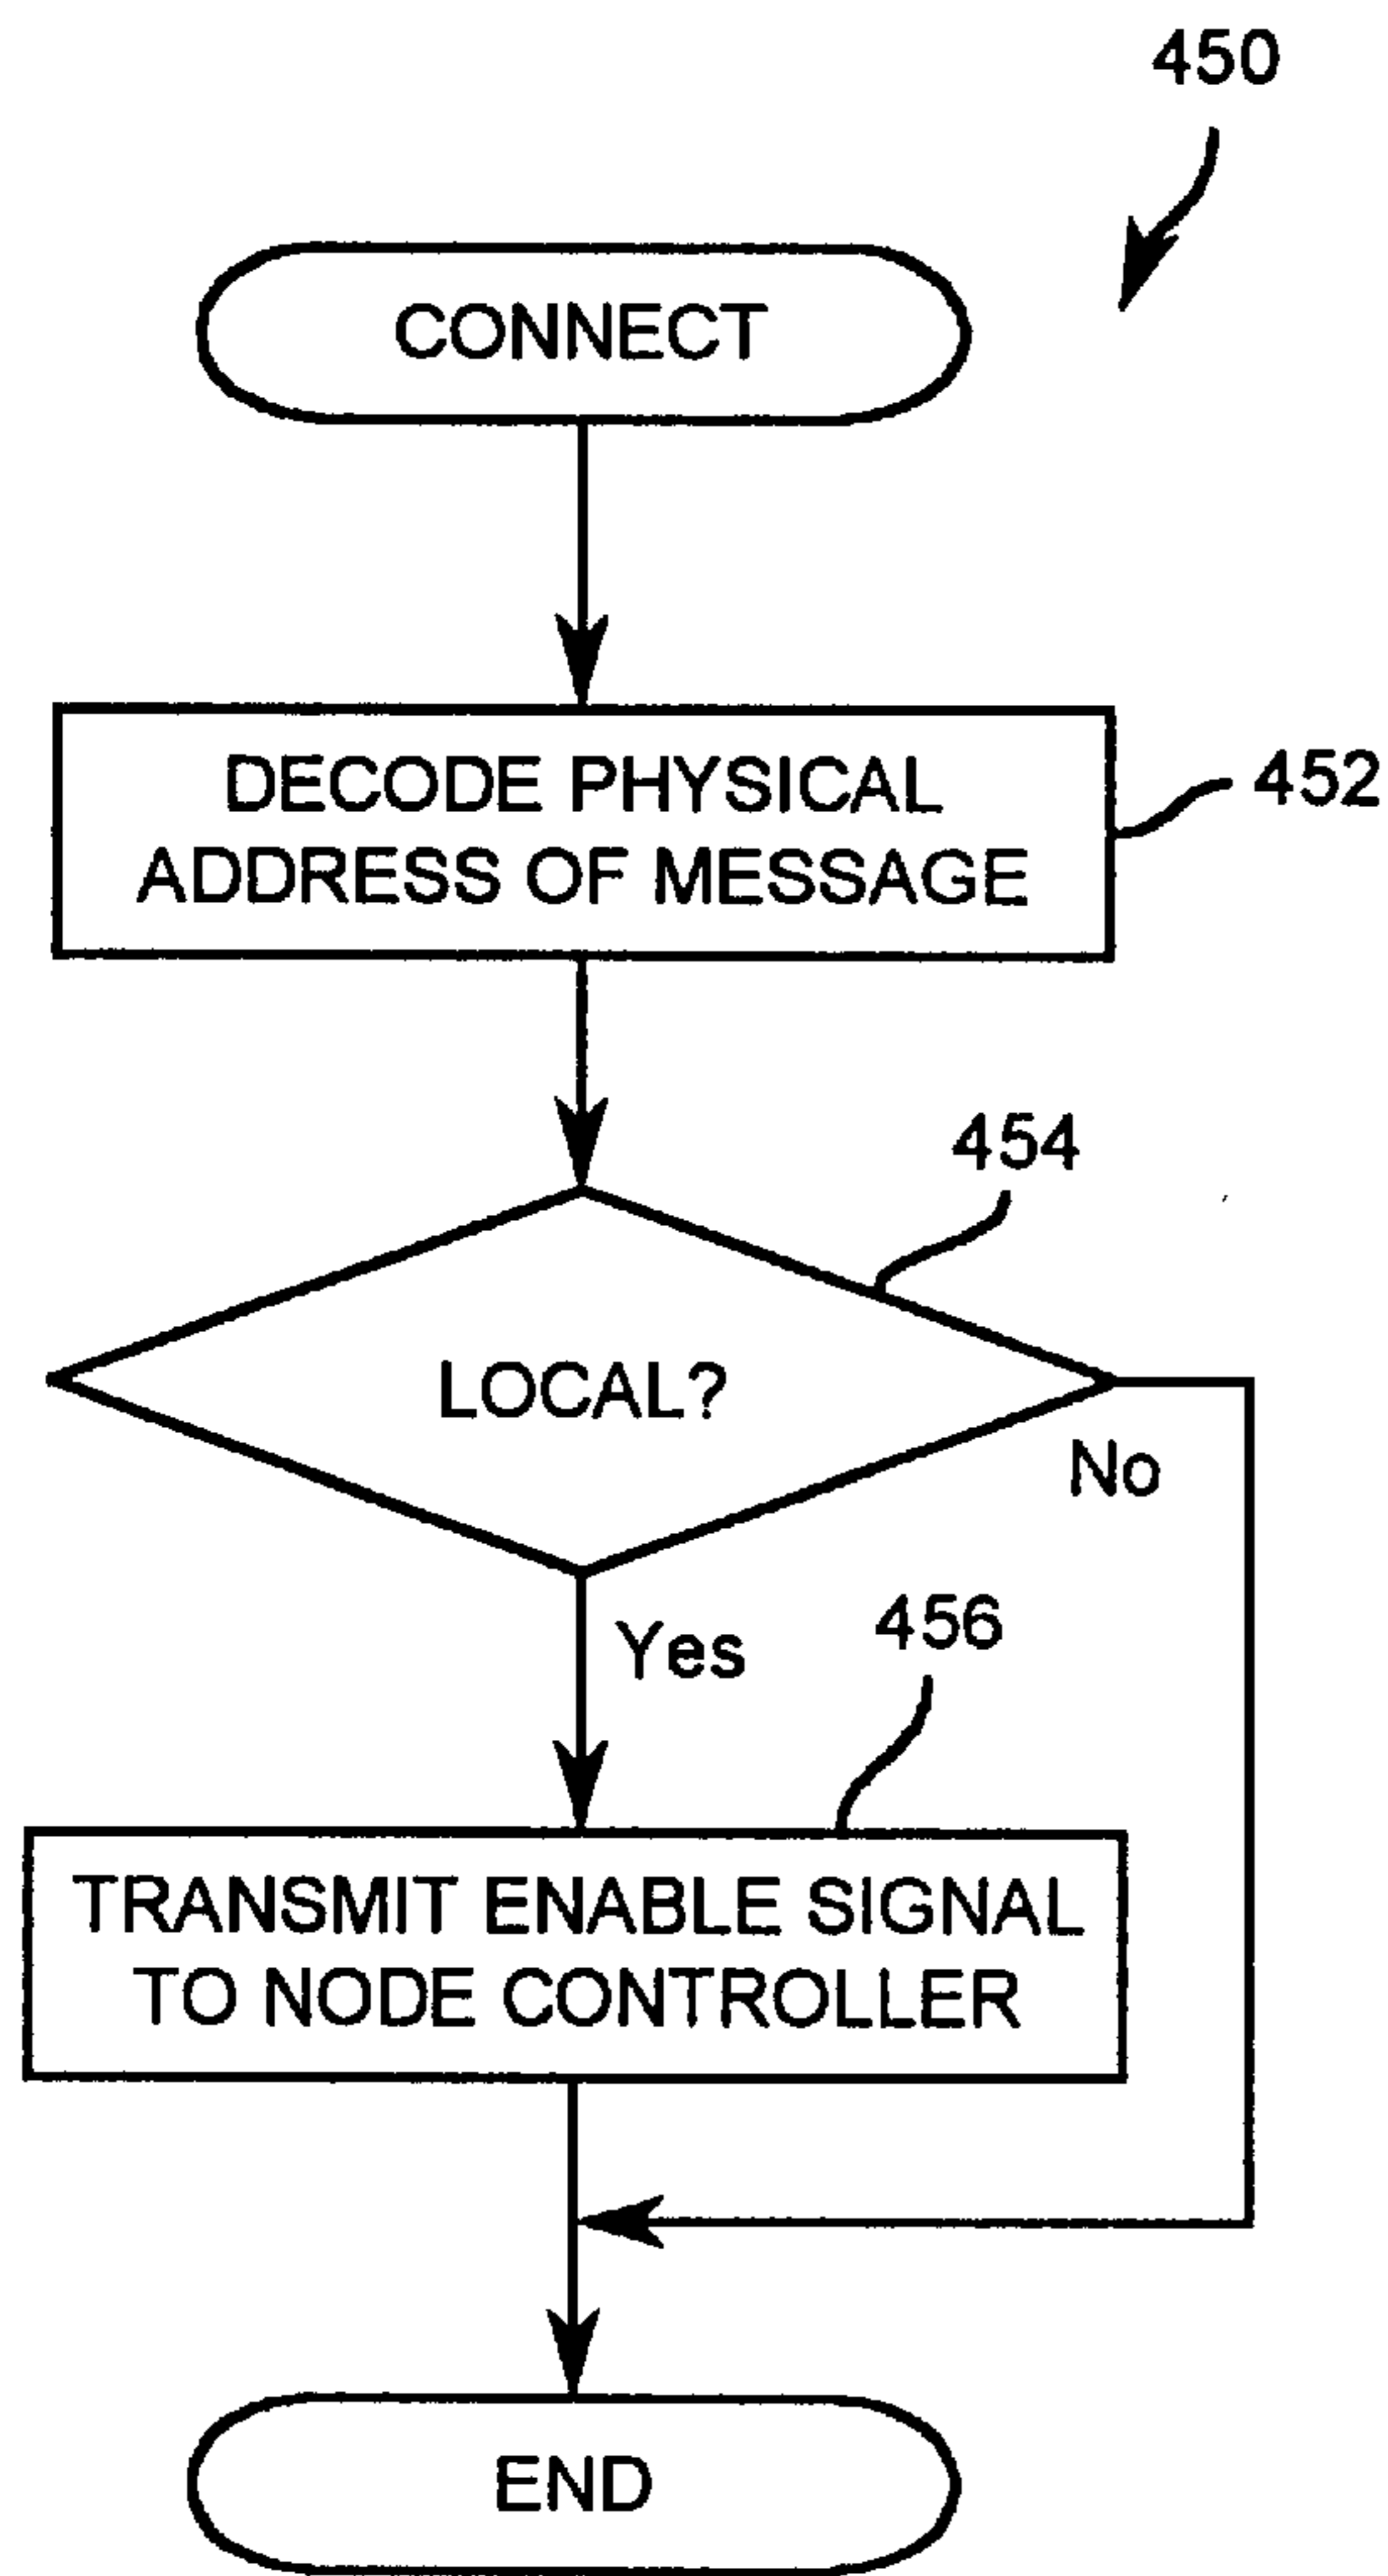 450
CONNECT
DECODE PHYSICAL
ADDRESS OF MESSAGE
452
454
LOCAL?
No
Yes
456
TRANSMIT ENABLE SIGNAL
TO NODE CONTROLLER
END